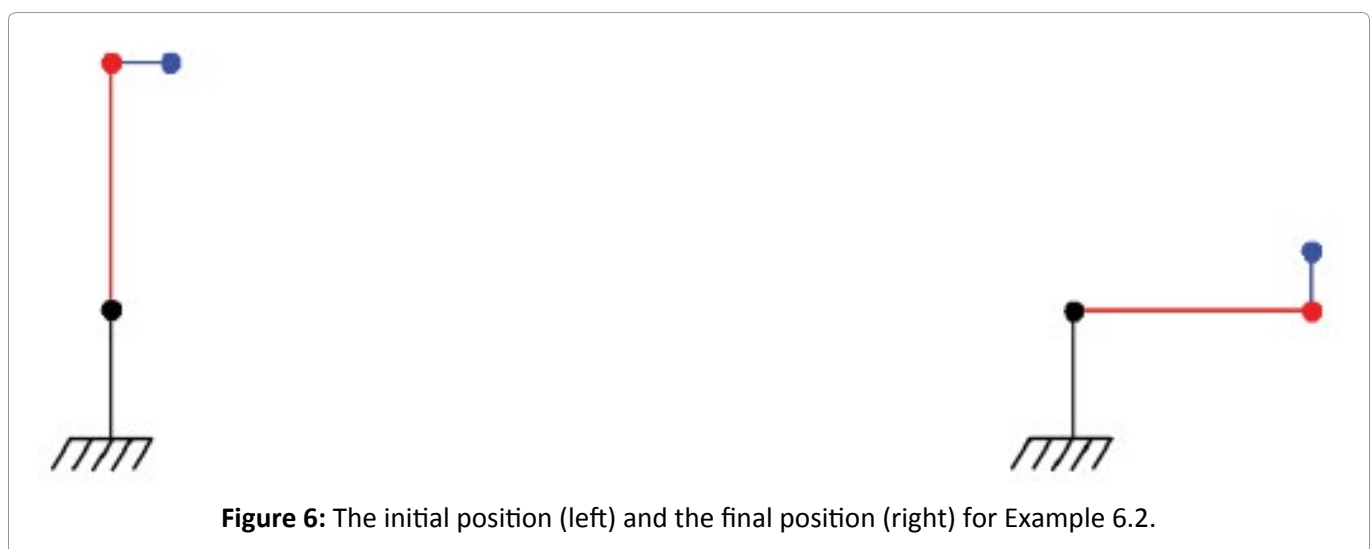 Figure 6: The initial position (left) and the final position (right) for Example 6.2.